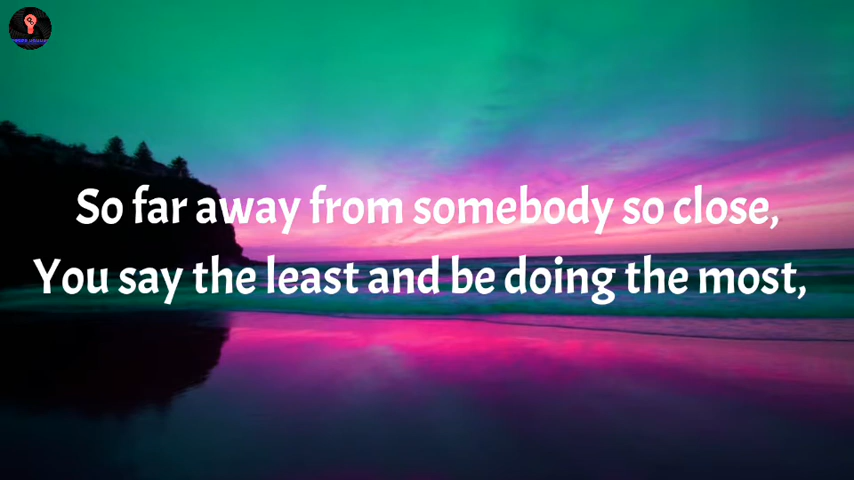 So far away from somebody so close,
You say the least and be doing the most,